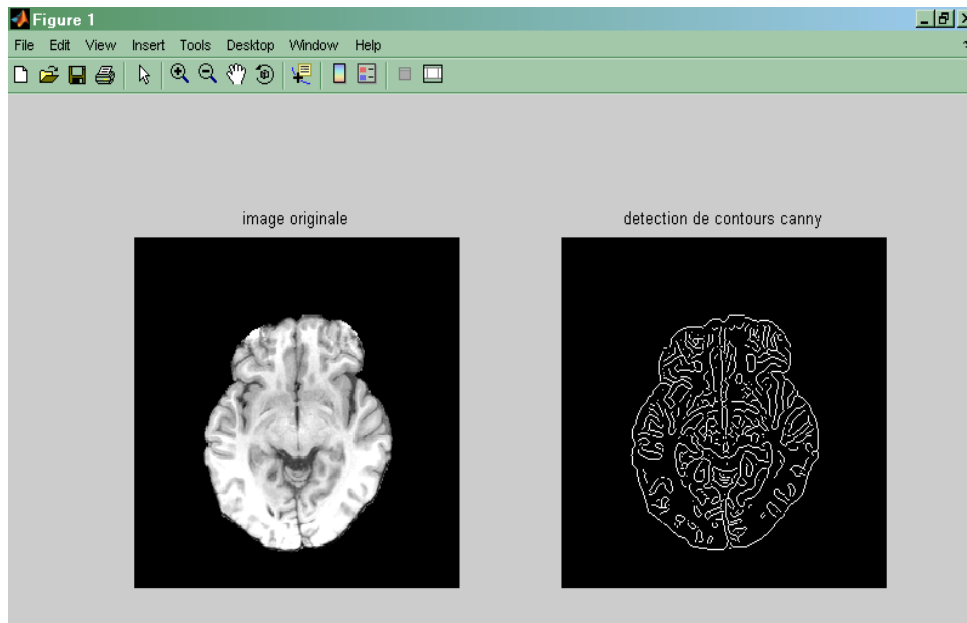 Figure 1
File Edit View Insert Tools Desktop Window Help
image originale
detection de contours canny